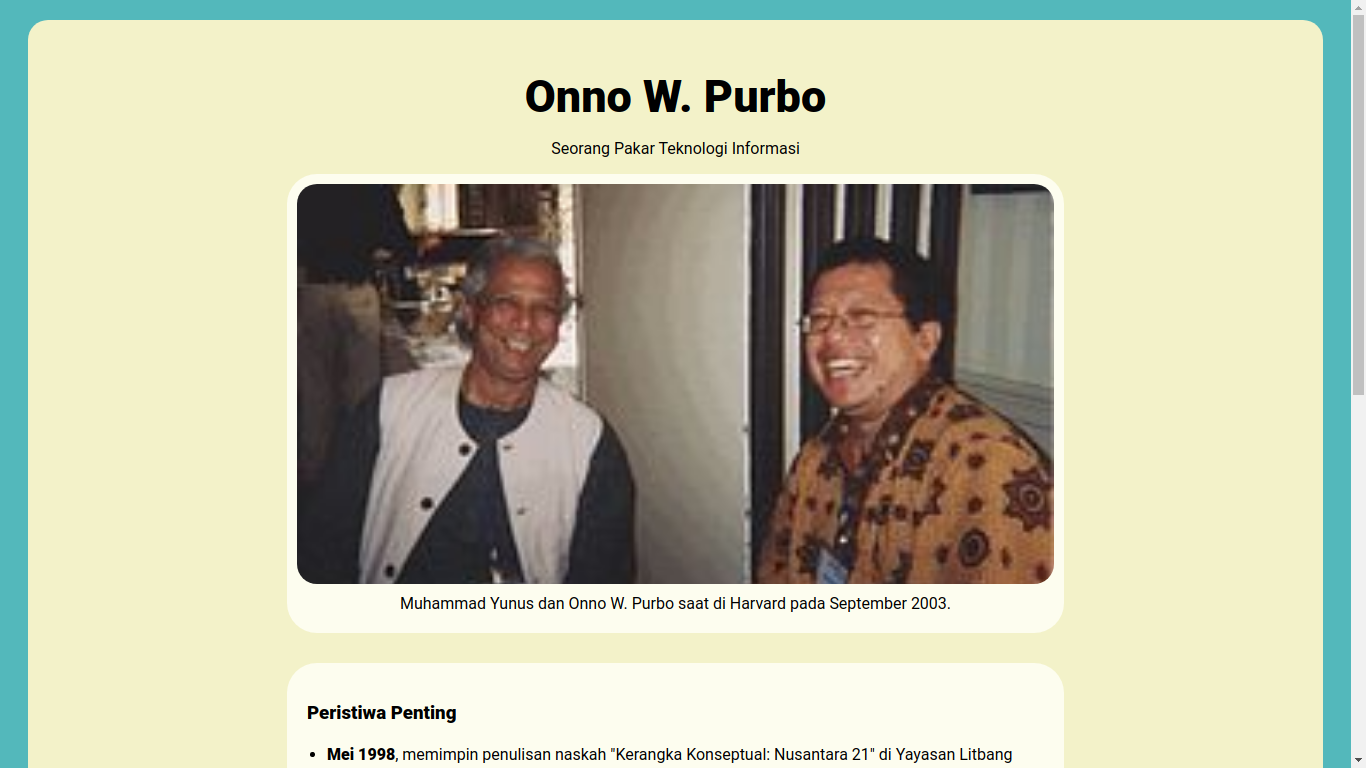 Onno W. Purbo
Seorang Pakar Teknologi Informasi
Muhammad Yunus dan Onno W. Purbo saat di Harvard pada September 2003.
Peristiwa Penting
Mei 1998, memimpin penulisan naskah "Kerangka Konseptual: Nusantara 21" di Yayasan Litbang